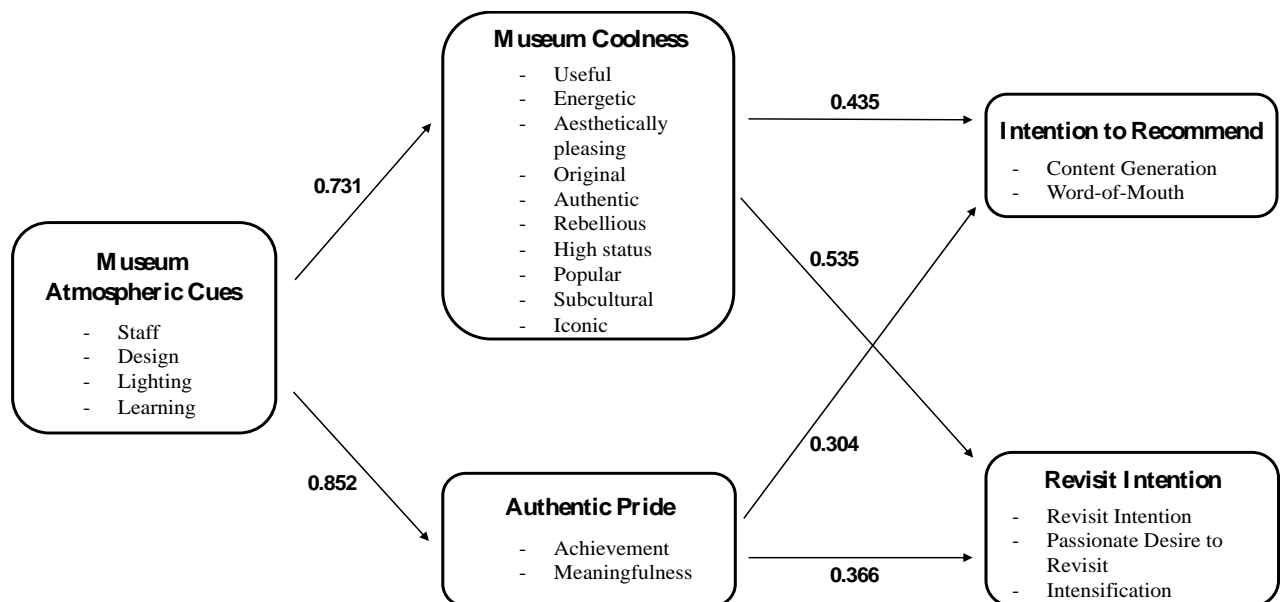 Museum Atmospheric Cues
- Staff
- Design
- Lighting
- Learning
0.731
0.852
Museum Coolness
- Useful
- Energetic
- Aesthetically
pleasing
- Original
- Authentic
- Rebellious
- High status
- Popular
- Subcultural
- Iconic
Authentic Pride
- Achievement
- Meaningfulness
0.435
0.535
0.304
0.366
Intention to Recommend
- Content Generation
- Word-of-Mouth
Revisit Intention
- Revisit Intention
- Passionate Desire to
Revisit
- Intensification